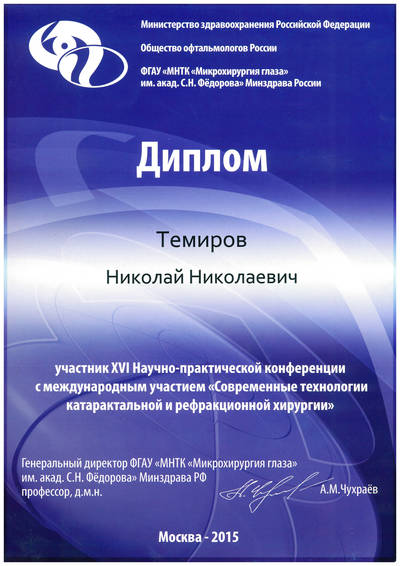 Министерство здравоохранения Российской Федерации
Общество офтальмологов России
ФГАУ «МНТК «Микрохирургия глаза»
им. акад. С.Н. Фёдорова» Минздрава России
Диплом
Темиров
Николай Николаевич
участник XVI Научно-практической конференции
с международным участием «Современные технологии
катарактальной и рефракционной хирургии»
Генеральный директор ФГАУ «МНТК «Микрохирургия глаза»
им. акад. С.Н. Фёдорова» Минздрава РФ
профессор, д.м.н.
А.М.Чухраёв
Москва - 2015